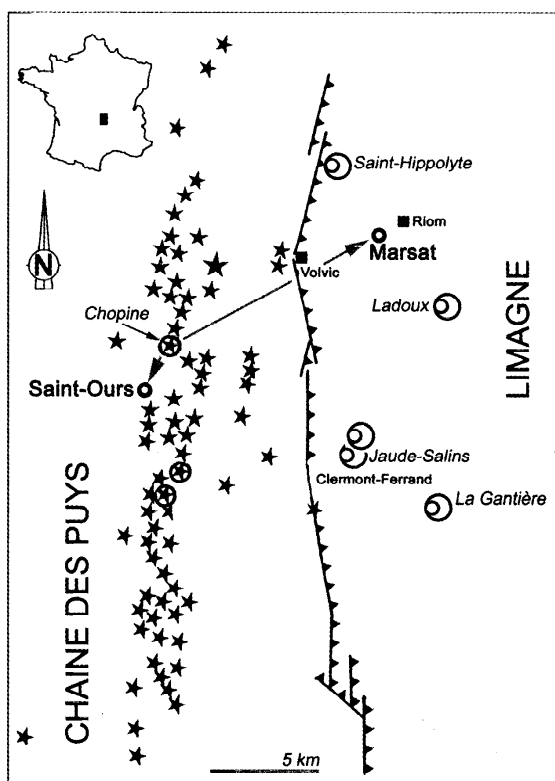 Saint-Hippolyte
Riom
Marsat
Volvic
N
Ladoux
Chopine
LIMAGNE
Saint-Ours
Jaude-Salins
Clermont-Ferrand
La Gantière
CHAINE DES PUYS
5 km